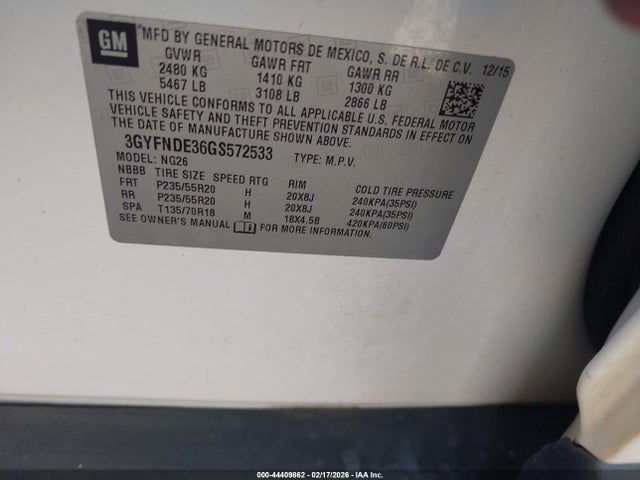 GM
MFD BY GENERAL MOTORS DE MEXICO, S. DE R.L. DE C.V. 12/15
GVWR GAWR FRT GAWR RR
2480 KG 1410 KG 1300 KG
5467 LB 3108 LB 2866 LB
THIS VEHICLE CONFORMS TO ALL APPLICABLE U.S. FEDERAL MOTOR
VEHICLE SAFETY AND THEFT PREVENTION STANDARDS IN EFFECT ON
THE DATE OF MANUFACTURE SHOWN ABOVE.
3GYFNDE36GS572533 TYPE: M.P.V.
MODEL: NG26
NBBB TIRE SIZE SPEED RTG RIM COLD TIRE PRESSURE
FRT P235/55R20 H 20X8J 240KPA(35PSI)
RR P235/55R20 H 20X8J 240KPA(35PSI)
SPA T135/70R18 M 18X4.5B 420KPA(60PSI)
SEE OWNER'S MANUAL FOR MORE INFORMATION.
000-44409862 - 02/17/2026 - IAA Inc.